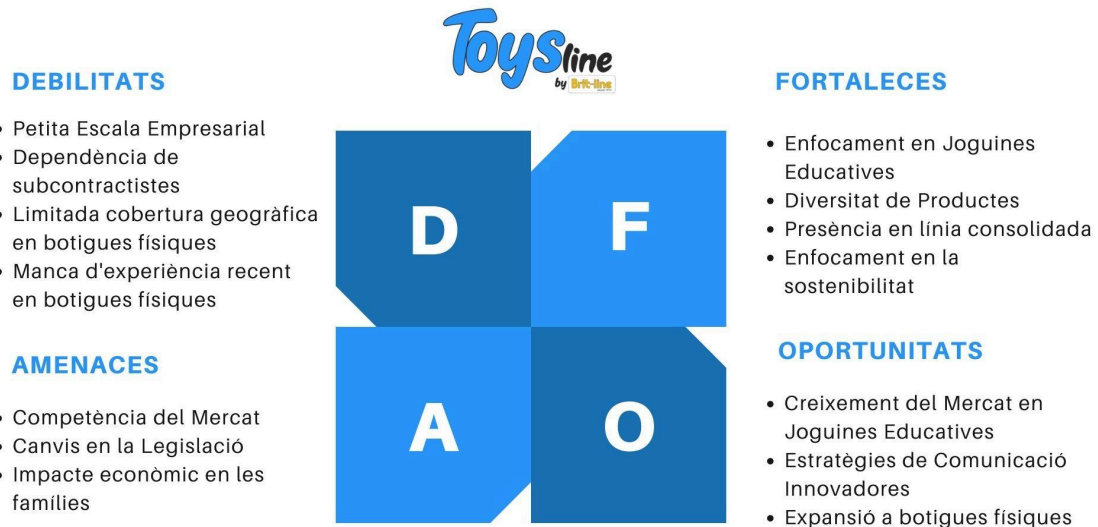 Toysline
by Brit-line
DEBILITATS
• Petita Escala Empresarial
• Dependència de
subcontractistes
• Limitada cobertura geogràfica
en botigues físiques
• Manca d'experiència recent
en botigues físiques
FORTALECES
• Enfocament en Joguines
Educatives
• Diversitat de Productes
• Presència en línia consolidada
• Enfocament en la
sostenibilitat
D
F
A
O
AMENACES
• Competència del Mercat
• Canvis en la Legislació
• Impacte econòmic en les
famílies
OPORTUNITATS
• Creixement del Mercat en
Joguines Educatives
• Estratègies de Comunicació
Innovadores
• Expansió a botigues físiques